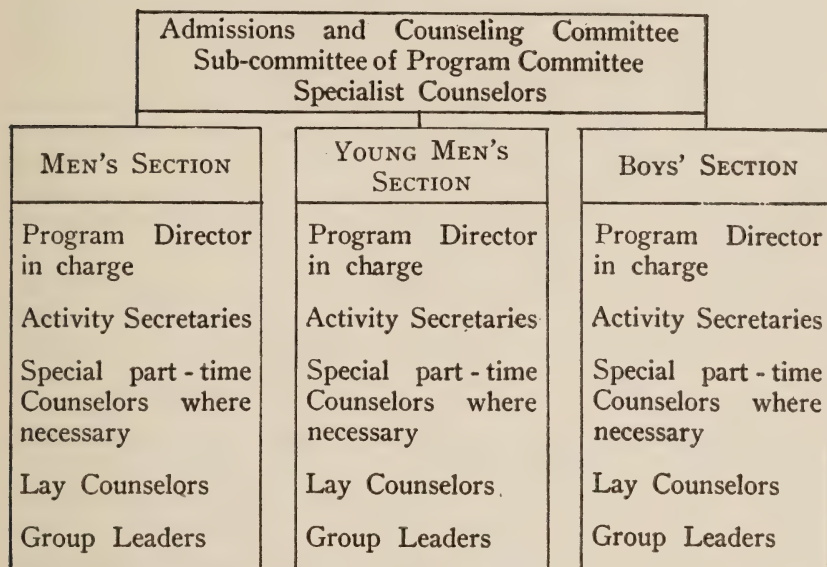 Admissions and Counseling Committee
Sub-committee of Program Committee
Specialist Counselors
MEN'S SECTION
Program Director
in charge
Activity Secretaries
Special part-time
Counselors where
necessary
Lay Counselors
Group Leaders
YOUNG MEN'S
SECTION
Program Director
in charge
Activity Secretaries
Special part-time
Counselors where
necessary
Lay Counselors
Group Leaders
BOYS' SECTION
Program Director
in charge
Activity Secretaries
Special part-time
Counselors where
necessary
Lay Counselors
Group Leaders